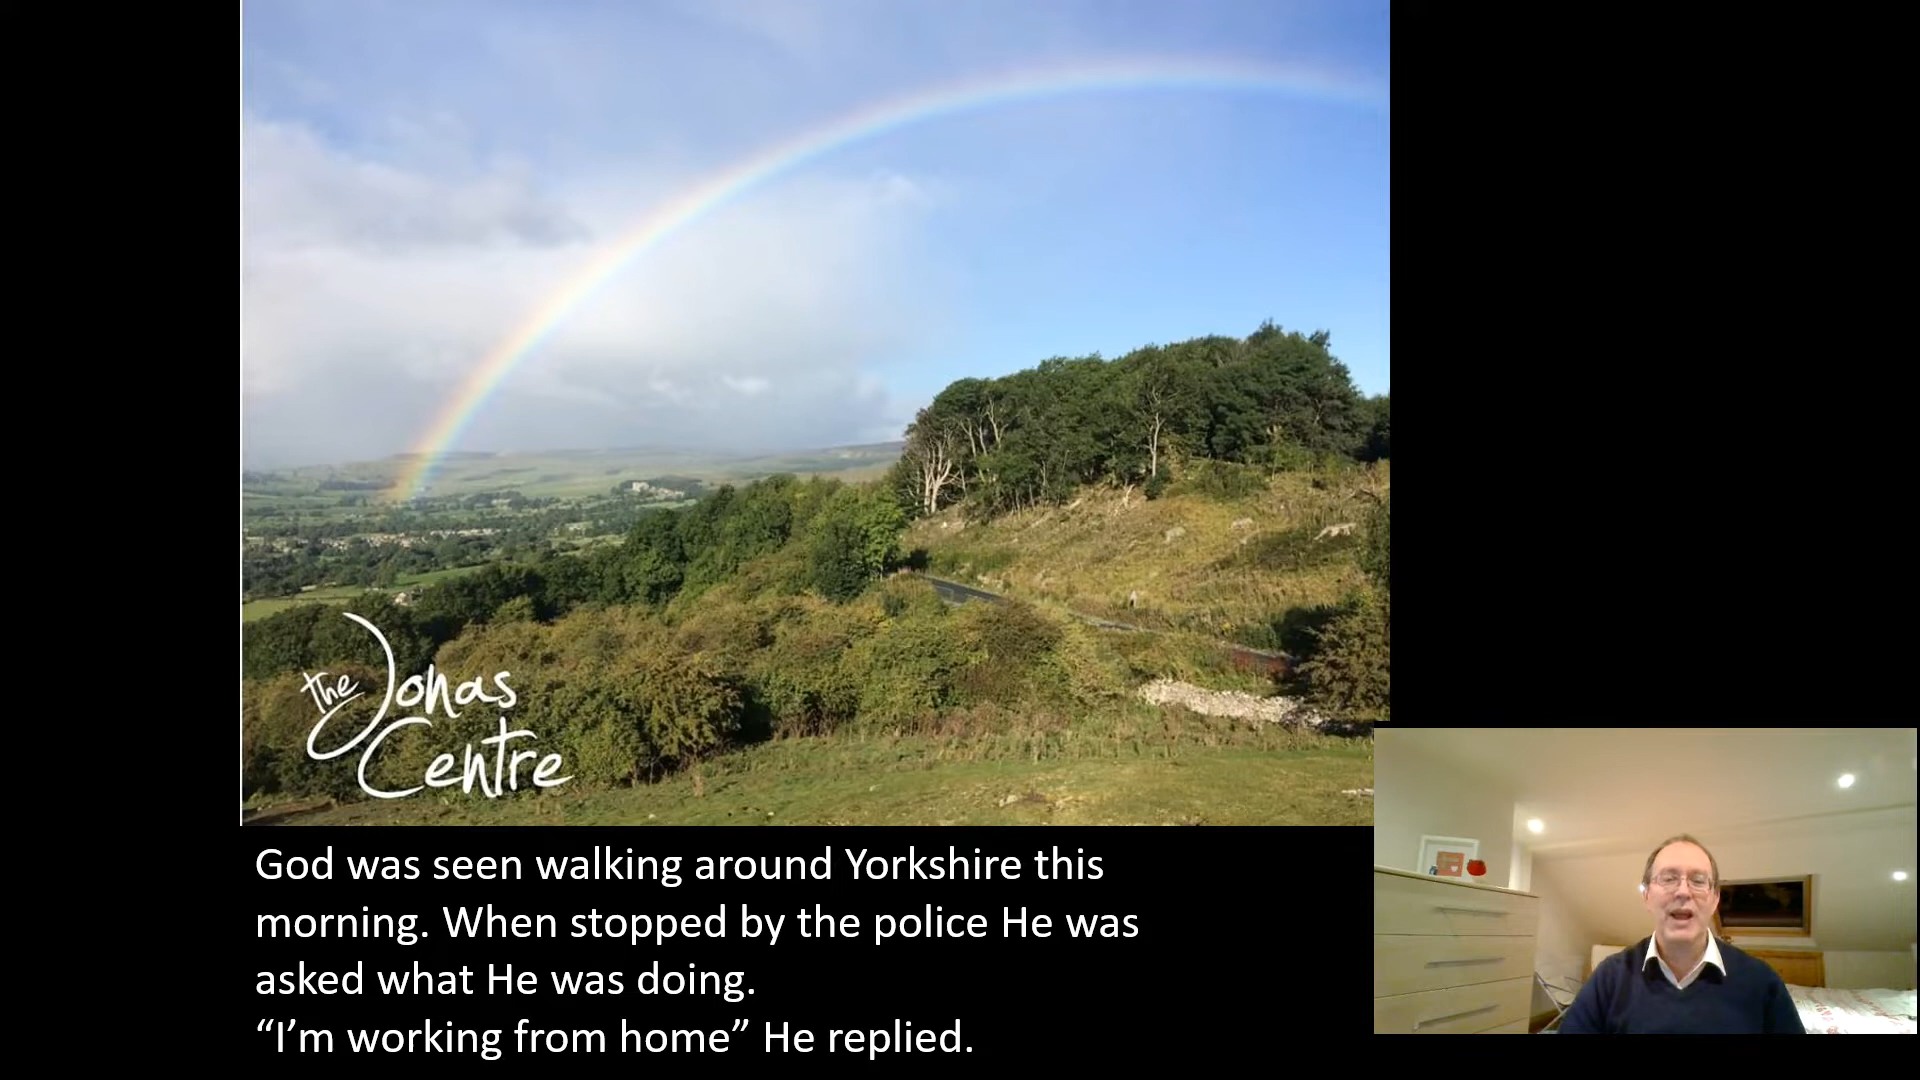 the Jonas
Centre
God was seen walking around Yorkshire this
morning. When stopped by the police He was
asked what He was doing.
“I’m working from home” He replied.